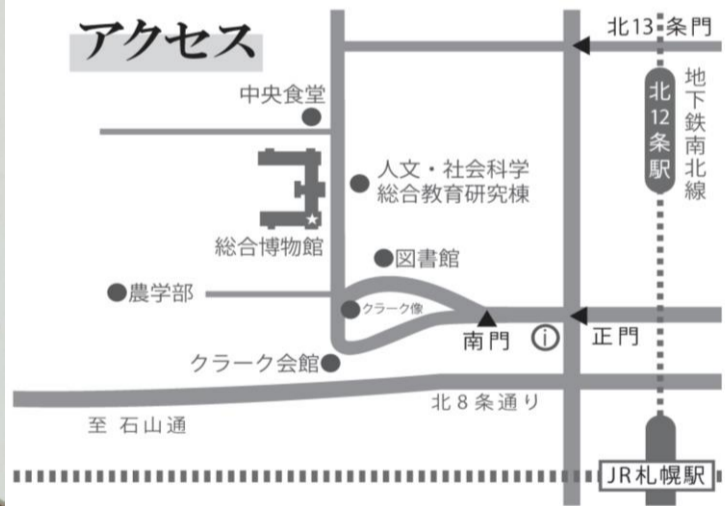 アクセス
北13条門
中央食堂
北12条駅
地下鉄南北線
人文・社会科学
総合教育研究棟
総合博物館
図書館
農学部
クラーク像
南門
i
正門
クラーク会館
北8条通り
至 石山通
JR札幌駅